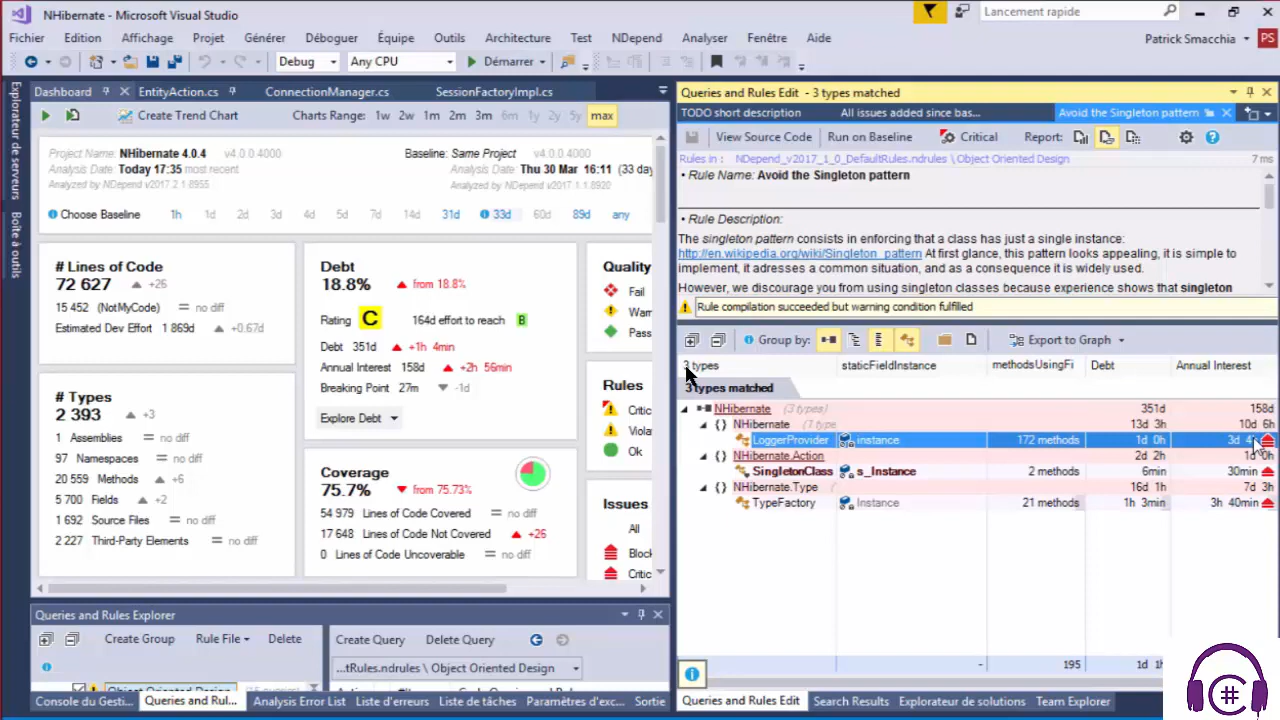 NHibernate - Microsoft Visual Studio
Lancement rapide
Fichier Edition Affichage Projet Générer Déboguer Équipe Outils Architecture Test NDepend Analyser Fenêtre Aide
Patrick Smacchia PS
Debug Any CPU Démarrer
Explorateur de serveurs
Boîte à outils
Dashboard EntityAction.cs ConnectionManager.cs SessionFactoryImpl.cs
Create Trend Chart Charts Range: 1w 2w 1m 2m 3m 6m 1y 2y 5y max
Project Name: NHibernate 4.0.4 v4.0.0.4000
Analysis Date: Today 17:35 most recent
Analyzed by NDepend v2017.2.1.8955
Baseline: Same Project v4.0.0.4000
Analysis Date: Thu 30 Mar 16:11 (33 day
Analyzed by NDepend v2017.1.1.8920
Choose Baseline 1h 1d 2d 3d 4d 5d 7d 14d 31d 33d 60d 89d any
# Lines of Code
72 627 +26
15 452 (NotMyCode) no diff
Estimated Dev Effort 1 869d +0.67d
# Types
2 393 +3
1 Assemblies no diff
97 Namespaces no diff
20 559 Methods +6
5 700 Fields +2
1 692 Source Files no diff
2 227 Third-Party Elements no diff
Debt
18.8% from 18.8%
Rating C 164d effort to reach B
Debt 351d +1h 4min
Annual Interest 158d +2h 56min
Breaking Point 27m -1d
Explore Debt
Coverage
75.7% from 75.73%
54 979 Lines of Code Covered no diff
17 648 Lines of Code Not Covered +26
0 Lines of Code Uncoverable no diff
Quality
Fail
Warn
Pass
Rules
Critic
Viola
Ok
Issues
All
Block
Critic
Queries and Rules Explorer
Create Group Rule File Delete
Object Oriented Design
Create Query Delete Query
...tRules.ndrules \ Object Oriented Design
Console du Gesti... Queries and Rul... Analysis Error List Liste d'erreurs Liste de tâches Paramètres d'exc... Sortie
Queries and Rules Edit - 3 types matched
TODO short description All issues added since bas... Avoid the Singleton pattern
View Source Code Run on Baseline Critical Report:
Rules in : NDepend_v2017_1_0_DefaultRules.ndrules \ Object Oriented Design 7 ms
• Rule Name: Avoid the Singleton pattern
• Rule Description:
The singleton pattern consists in enforcing that a class has just a single instance:
http://en.wikipedia.org/wiki/Singleton_pattern At first glance, this pattern looks appealing, it is simple to
implement, it adresses a common situation, and as a consequence it is widely used.
However, we discourage you from using singleton classes because experience shows that singleton
Rule compilation succeeded but warning condition fulfilled
Group by: Export to Graph
3 types staticFieldInstance methodsUsingFi Debt Annual Interest
3 types matched
NHibernate (3 types) 351d 158d
NHibernate (1 type 13d 3h 10d 6h
LoggerProvider instance 172 methods 1d 0h 3d
NHibernate.Action 2d 2h 1d 0h
SingletonClass s_Instance 2 methods 6min 30min
NHibernate.Type 16d 1h 7d 3h
TypeFactory Instance 21 methods 1h 3min 3h 40min
- 195 1d 1h
Queries and Rules Edit Search Results Explorateur de solutions Team Explorer
#